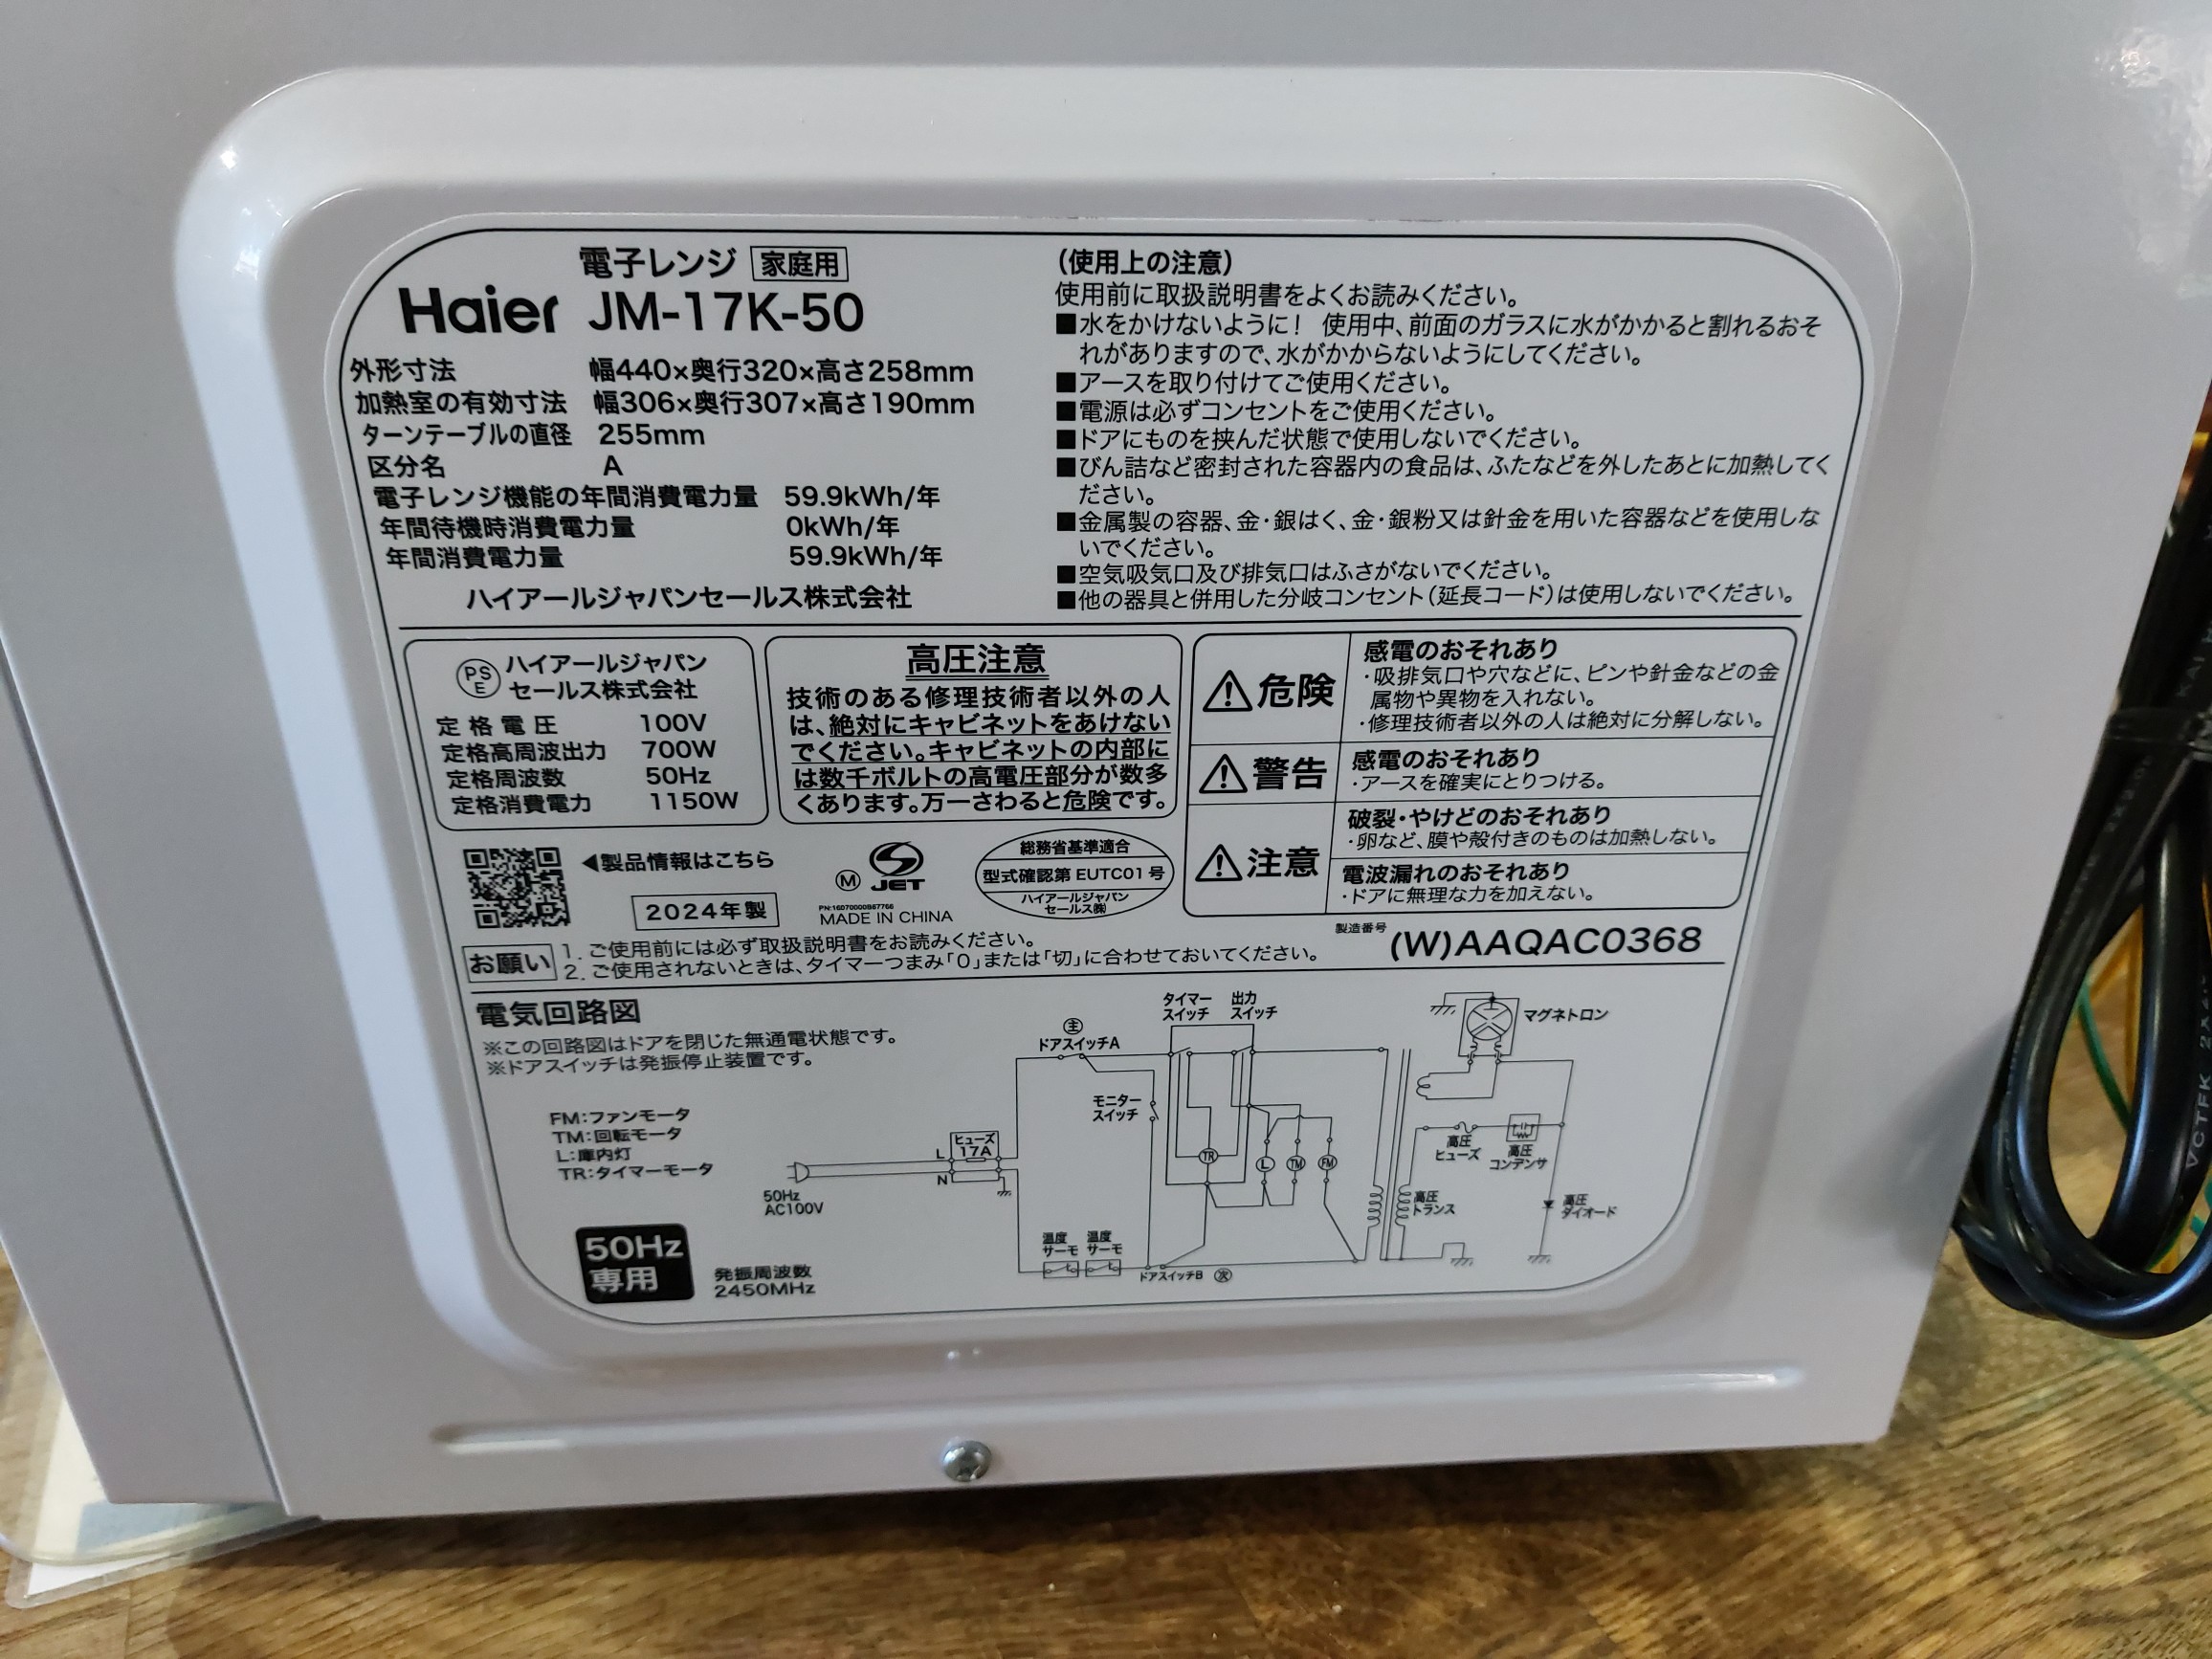 電子レンジ 家庭用
Haier JM-17K-50
外形寸法 幅440×奥行320×高さ258mm
加熱室の有効寸法 幅306×奥行307×高さ190mm
ターンテーブルの直径 255mm
区分名 A
電子レンジ機能の年間消費電力量 59.9kWh/年
年間待機時消費電力量 0kWh/年
年間消費電力量 59.9kWh/年
ハイアールジャパンセールス株式会社
(使用上の注意)
使用前に取扱説明書をよくお読みください。
■水をかけないように! 使用中、前面のガラスに水がかかると割れるおそ
れがありますので、水がかからないようにしてください。
■アースを取り付けてご使用ください。
■電源は必ずコンセントをご使用ください。
■ドアにものを挟んだ状態で使用しないでください。
■びん詰など密封された容器内の食品は、ふたなどを外したあとに加熱してく
ださい。
■金属製の容器、金・銀はく、金・銀粉又は針金を用いた容器などを使用しな
いでください。
■空気吸気口及び排気口はふさがないでください。
■他の器具と併用した分岐コンセント(延長コード)は使用しないでください。
PS
E
ハイアールジャパン
セールス株式会社
定格電圧 100V
定格高周波出力 700W
定格周波数 50Hz
定格消費電力 1150W
高圧注意
技術のある修理技術者以外の人
は、絶対にキャビネットをあけない
でください。キャビネットの内部に
は数千ボルトの高電圧部分が数多
くあります。万一さわると危険です。
危険
感電のおそれあり
・吸排気口や穴などに、ピンや針金などの金
属物や異物を入れない。
・修理技術者以外の人は絶対に分解しない。
警告
感電のおそれあり
・アースを確実にとりつける。
注意
破裂・やけどのおそれあり
・卵など、膜や殻付きのものは加熱しない。
電波漏れのおそれあり
・ドアに無理な力を加えない。
◀製品情報はこちら
2024年製
M JET
MADE IN CHINA
総務省基準適合
型式確認第 EUTC01 号
ハイアールジャパン
セールス(株)
お願い
1. ご使用前には必ず取扱説明書をお読みください。
2. ご使用されないときは、タイマーつまみ「0」または「切」に合わせておいてください。
製造番号 (W)AAQAC0368
電気回路図
※この回路図はドアを閉じた無通電状態です。
※ドアスイッチは発振停止装置です。
FM:ファンモータ
TM:回転モータ
L:庫内灯
TR:タイマーモータ
50Hz
専用
発振周波数
2450MHz
50Hz
AC100V
L
N
ヒューズ
17A
主
ドアスイッチA
モニター
スイッチ
タイマー
スイッチ
出力
スイッチ
TR
L
TM
FM
温度
サーモ
温度
サーモ
ドアスイッチB 次
マグネトロン
高圧
ヒューズ
高圧
コンデンサ
高圧
トランス
高圧
ダイオード
VCTFK